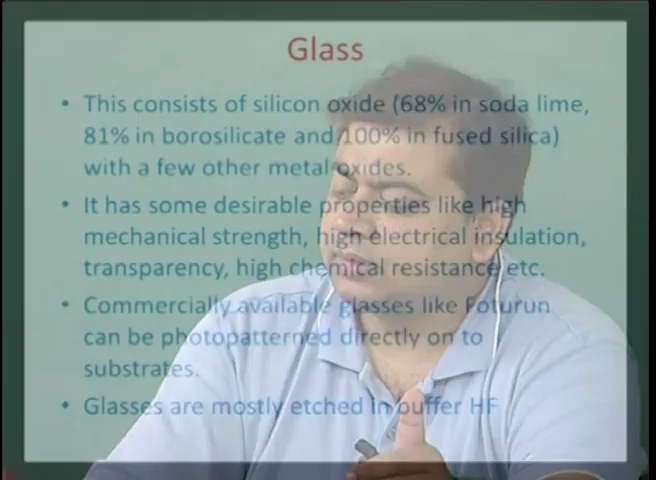 Glass
• This consists of silicon oxide (68% in soda lime,
81% in borosilicate and 100% in fused silica)
with a few other metal oxides.
• It has some desirable properties like high
mechanical strength, high electrical insulation,
transparency, high chemical resistance etc.
• Commercially available glasses like Foturun
can be photopatterned directly on to
substrates.
• Glasses are mostly etched in buffer HF